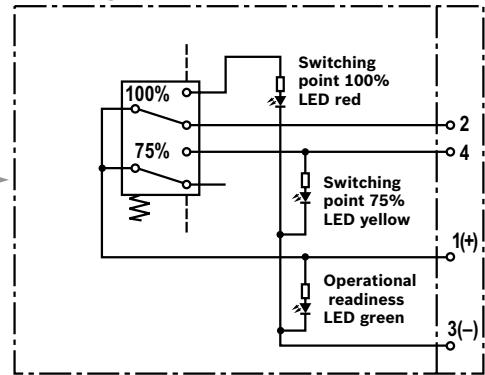 Switching
point 100%
LED red
100%
2
75%
4
Switching
point 75%
LED yellow
1(+)
Operational
readiness
LED green
3(–)